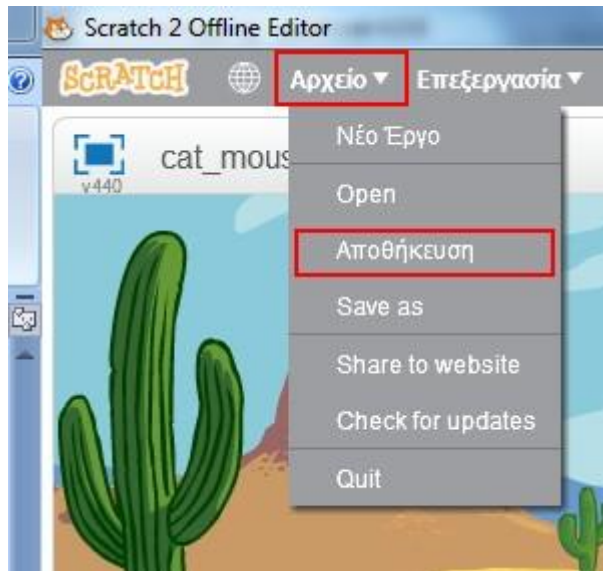 Scratch 2 Offline Editor
SCRATCH Αρχείο ▼ Επεξεργασία ▼
Νέο Έργο
cat_mous
v440
Open
Αποθήκευση
Save as
Share to website
Check for updates
Quit